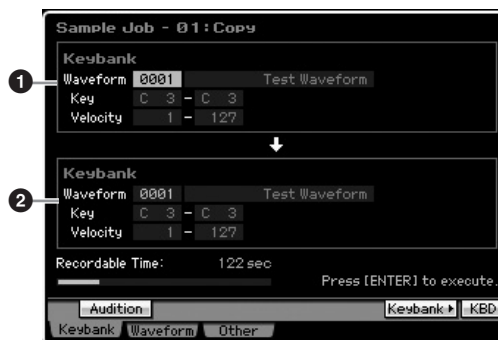 Sample Job - 01:Copy
Keybank
1 Waveform 0001 Test Waveform
Key C 3 - C 3
Velocity 1 - 127
Keybank
2 Waveform 0001 Test Waveform
Key C 3 - C 3
Velocity 1 - 127
Recordable Time: 122 sec
Press [ENTER] to execute.
Audition Keybank KBD
Keybank Waveform Other